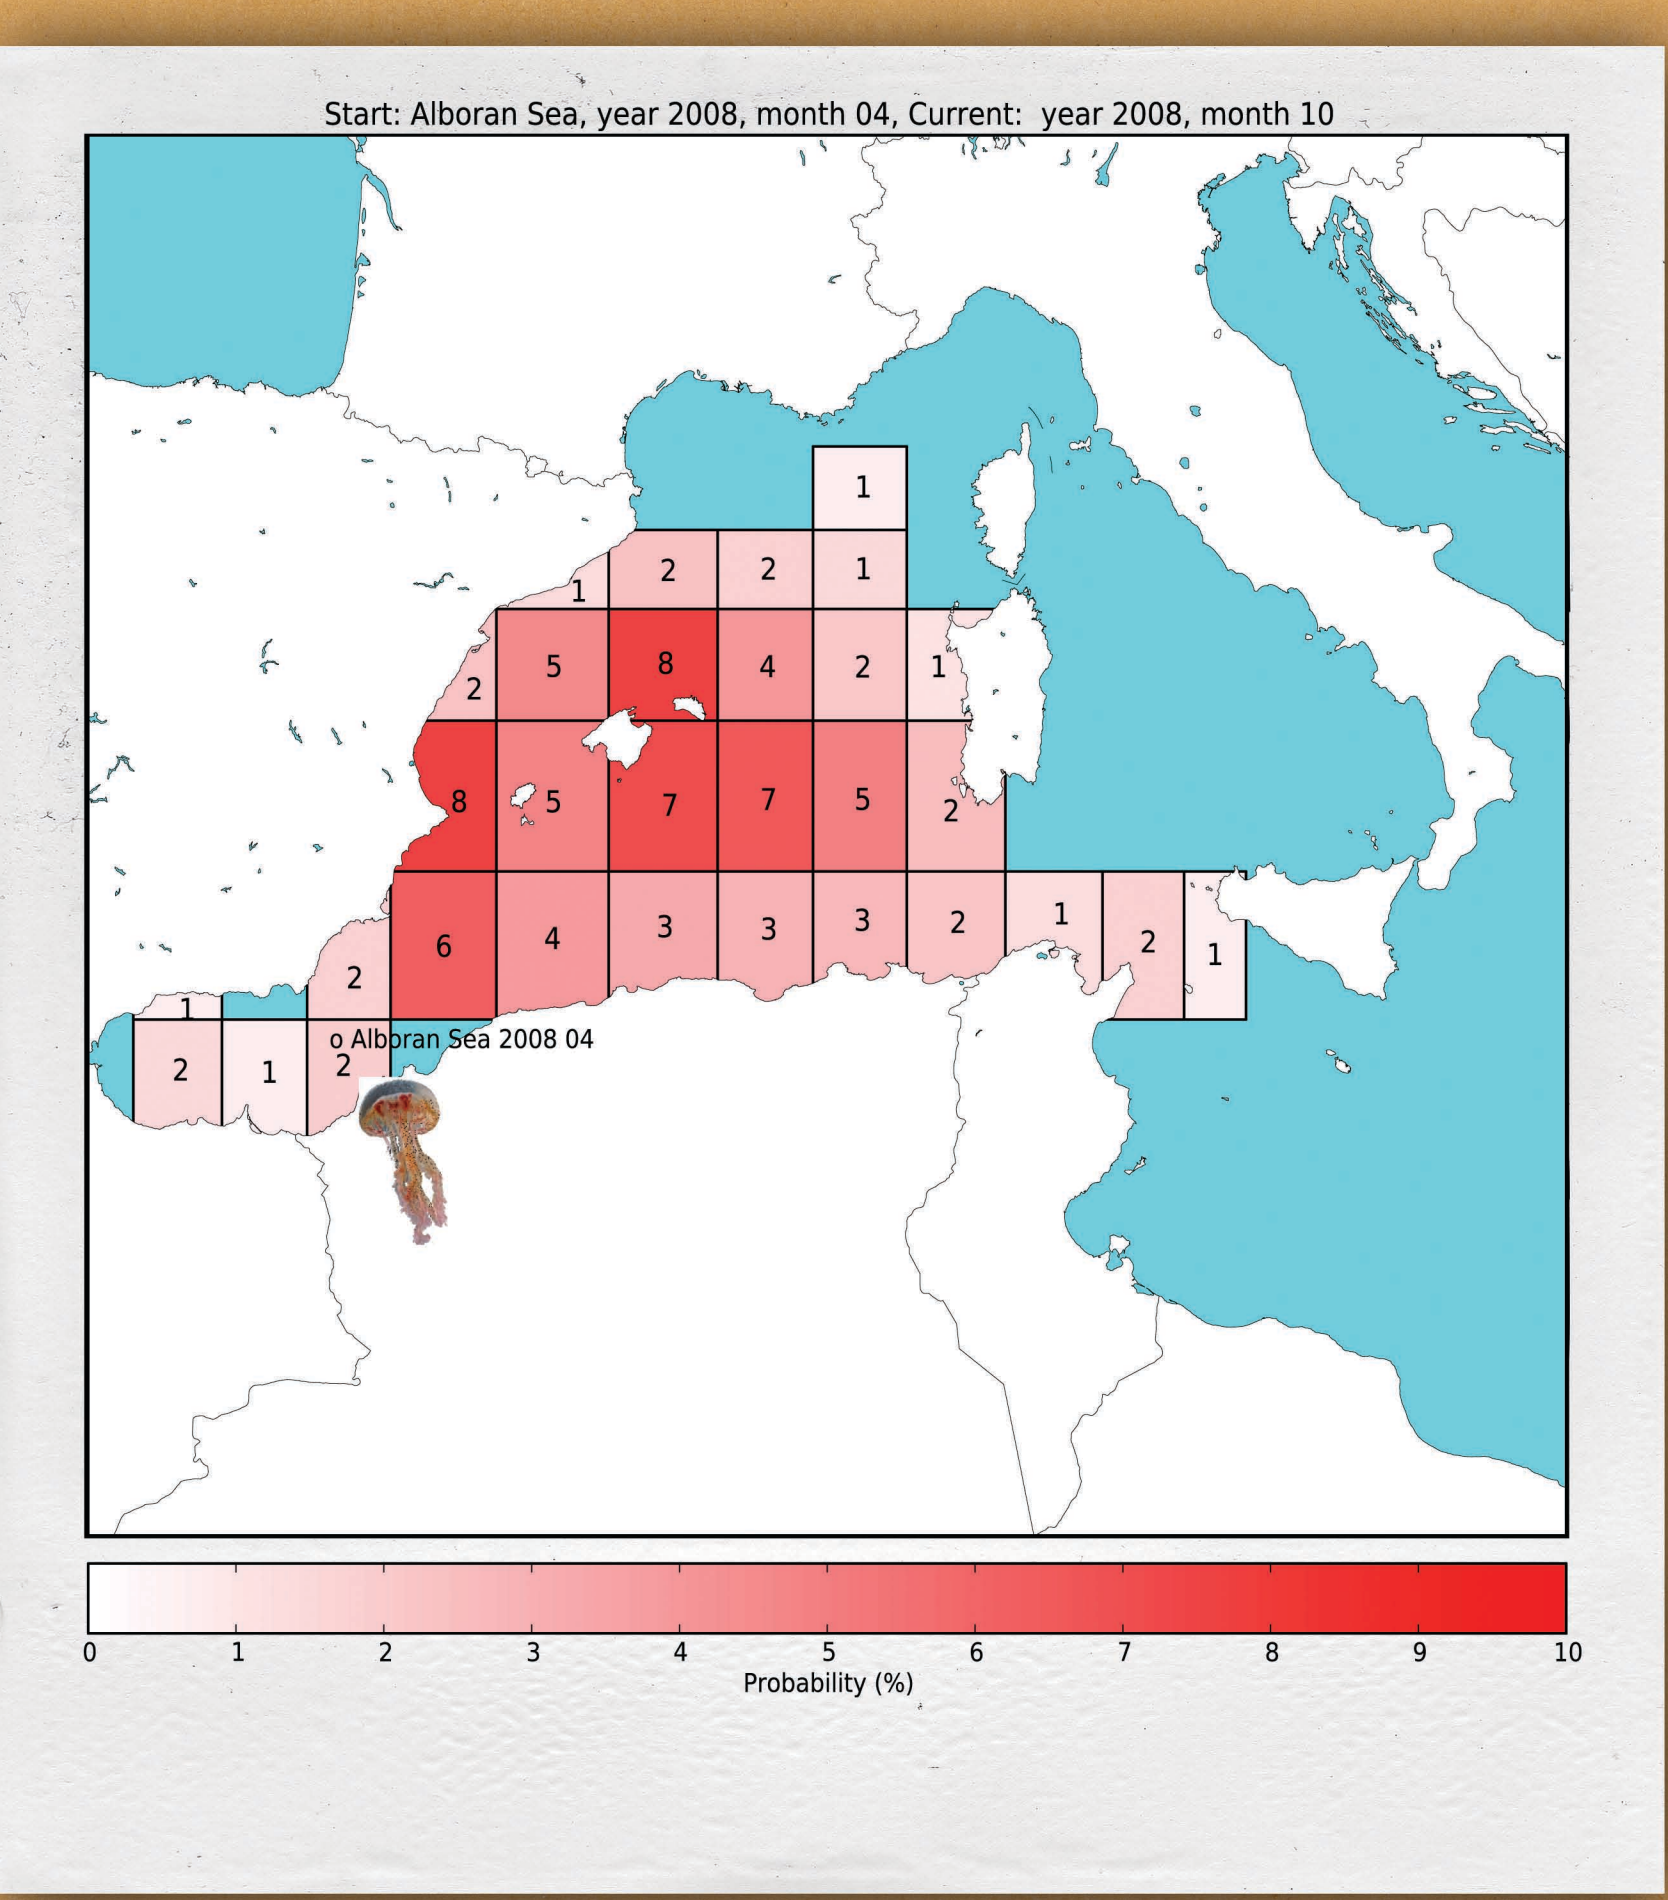 Start: Alboran Sea, year 2008, month 04, Current:  year 2008, month 10
1
1 2 2 1
2 5 8 4 2 1
8 5 7 7 5 2
2 6 4 3 3 3 2 1 2 1
1
o Alboran Sea 2008 04
2 1 2
0 1 2 3 4 5 6 7 8 9 10
Probability (%)